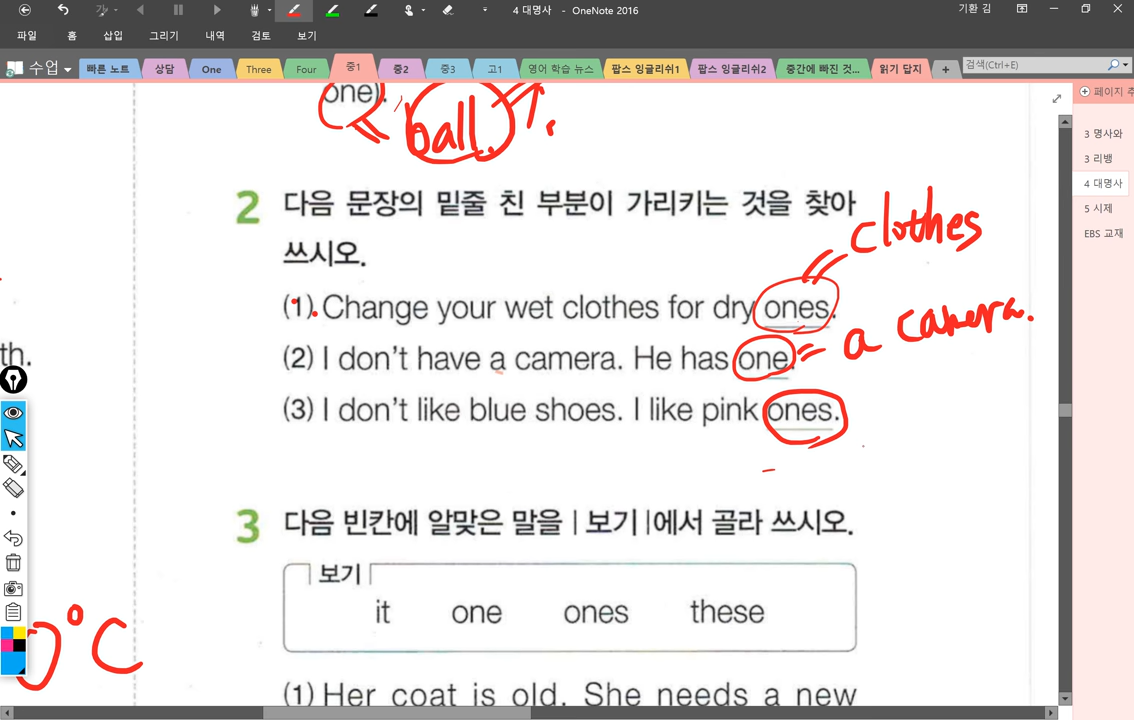 4 대명사 - OneNote 2016
기환 김
파일 홈 삽입 그리기 내역 검토 보기
수업 빠른 노트 상담 One Three Four 중1 중2 중3 고1 영어 학습 뉴스 팝스 잉글리쉬1 팝스 잉글리쉬2 중간에 빠진 것... 읽기 답지 + 검색(Ctrl+E)
페이지 추
one).
ball.
3 명사와
3 리뱅
4 대명사
5 시제
EBS 교재
2 다음 문장의 밑줄 친 부분이 가리키는 것을 찾아
쓰시오.
clothes
(1). Change your wet clothes for dry ones.
a camera.
(2) I don't have a camera. He has one.
th.
(3) I don't like blue shoes. I like pink ones.
3 다음 빈칸에 알맞은 말을 | 보기 |에서 골라 쓰시오.
보기
it one ones these
0°C
(1) Her coat is old. She needs a new